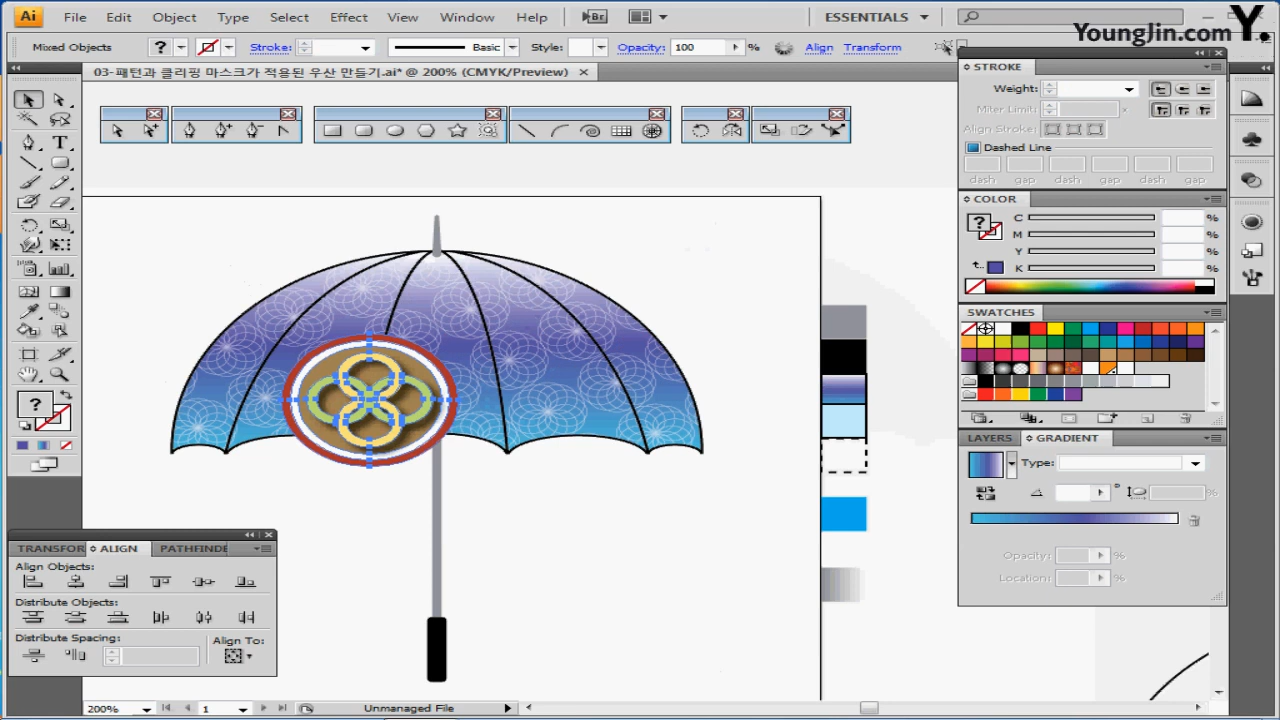 Ai File Edit Object Type Select Effect View Window Help Br ESSENTIALS
Y.
YoungJin.com
Mixed Objects ? Stroke: Basic Style: Opacity: 100 % Align Transform
03-패턴과 클리핑 마스크가 적용된 우산 만들기.ai* @ 200% (CMYK/Preview)
STROKE
Weight:
Miter Limit: x
Align Stroke:
Dashed Line
dash gap dash gap dash gap
COLOR
? C %
M %
Y %
K %
SWATCHES
LAYERS GRADIENT
Type:
%
Opacity: %
Location: %
?
TRANSFOR ALIGN PATHFINDE
Align Objects:
Distribute Objects:
Distribute Spacing: Align To:
200% 1 Unmanaged File